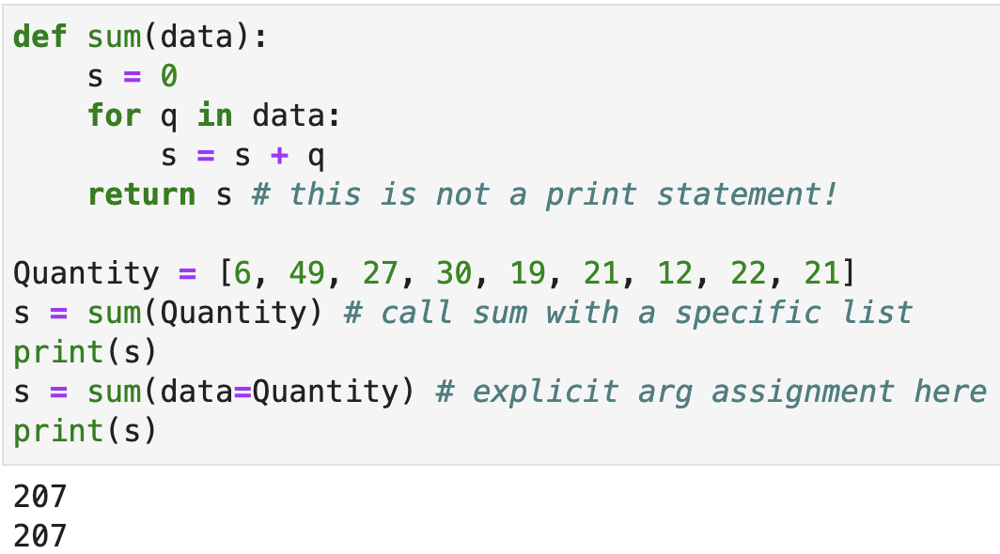 def sum(data):
    s = 0
    for q in data:
        s = s + q
    return s # this is not a print statement!

Quantity = [6, 49, 27, 30, 19, 21, 12, 22, 21]
s = sum(Quantity) # call sum with a specific list
print(s)
s = sum(data=Quantity) # explicit arg assignment here
print(s)
207
207